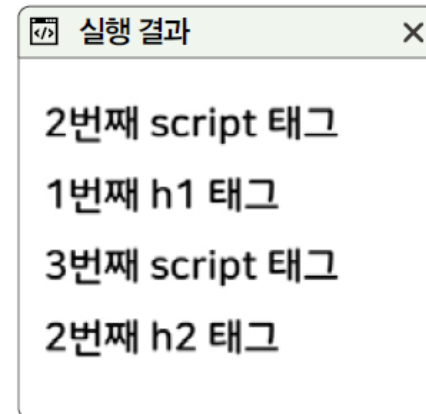 실행 결과
2번째 script 태그
1번째 h1 태그
3번째 script 태그
2번째 h2 태그